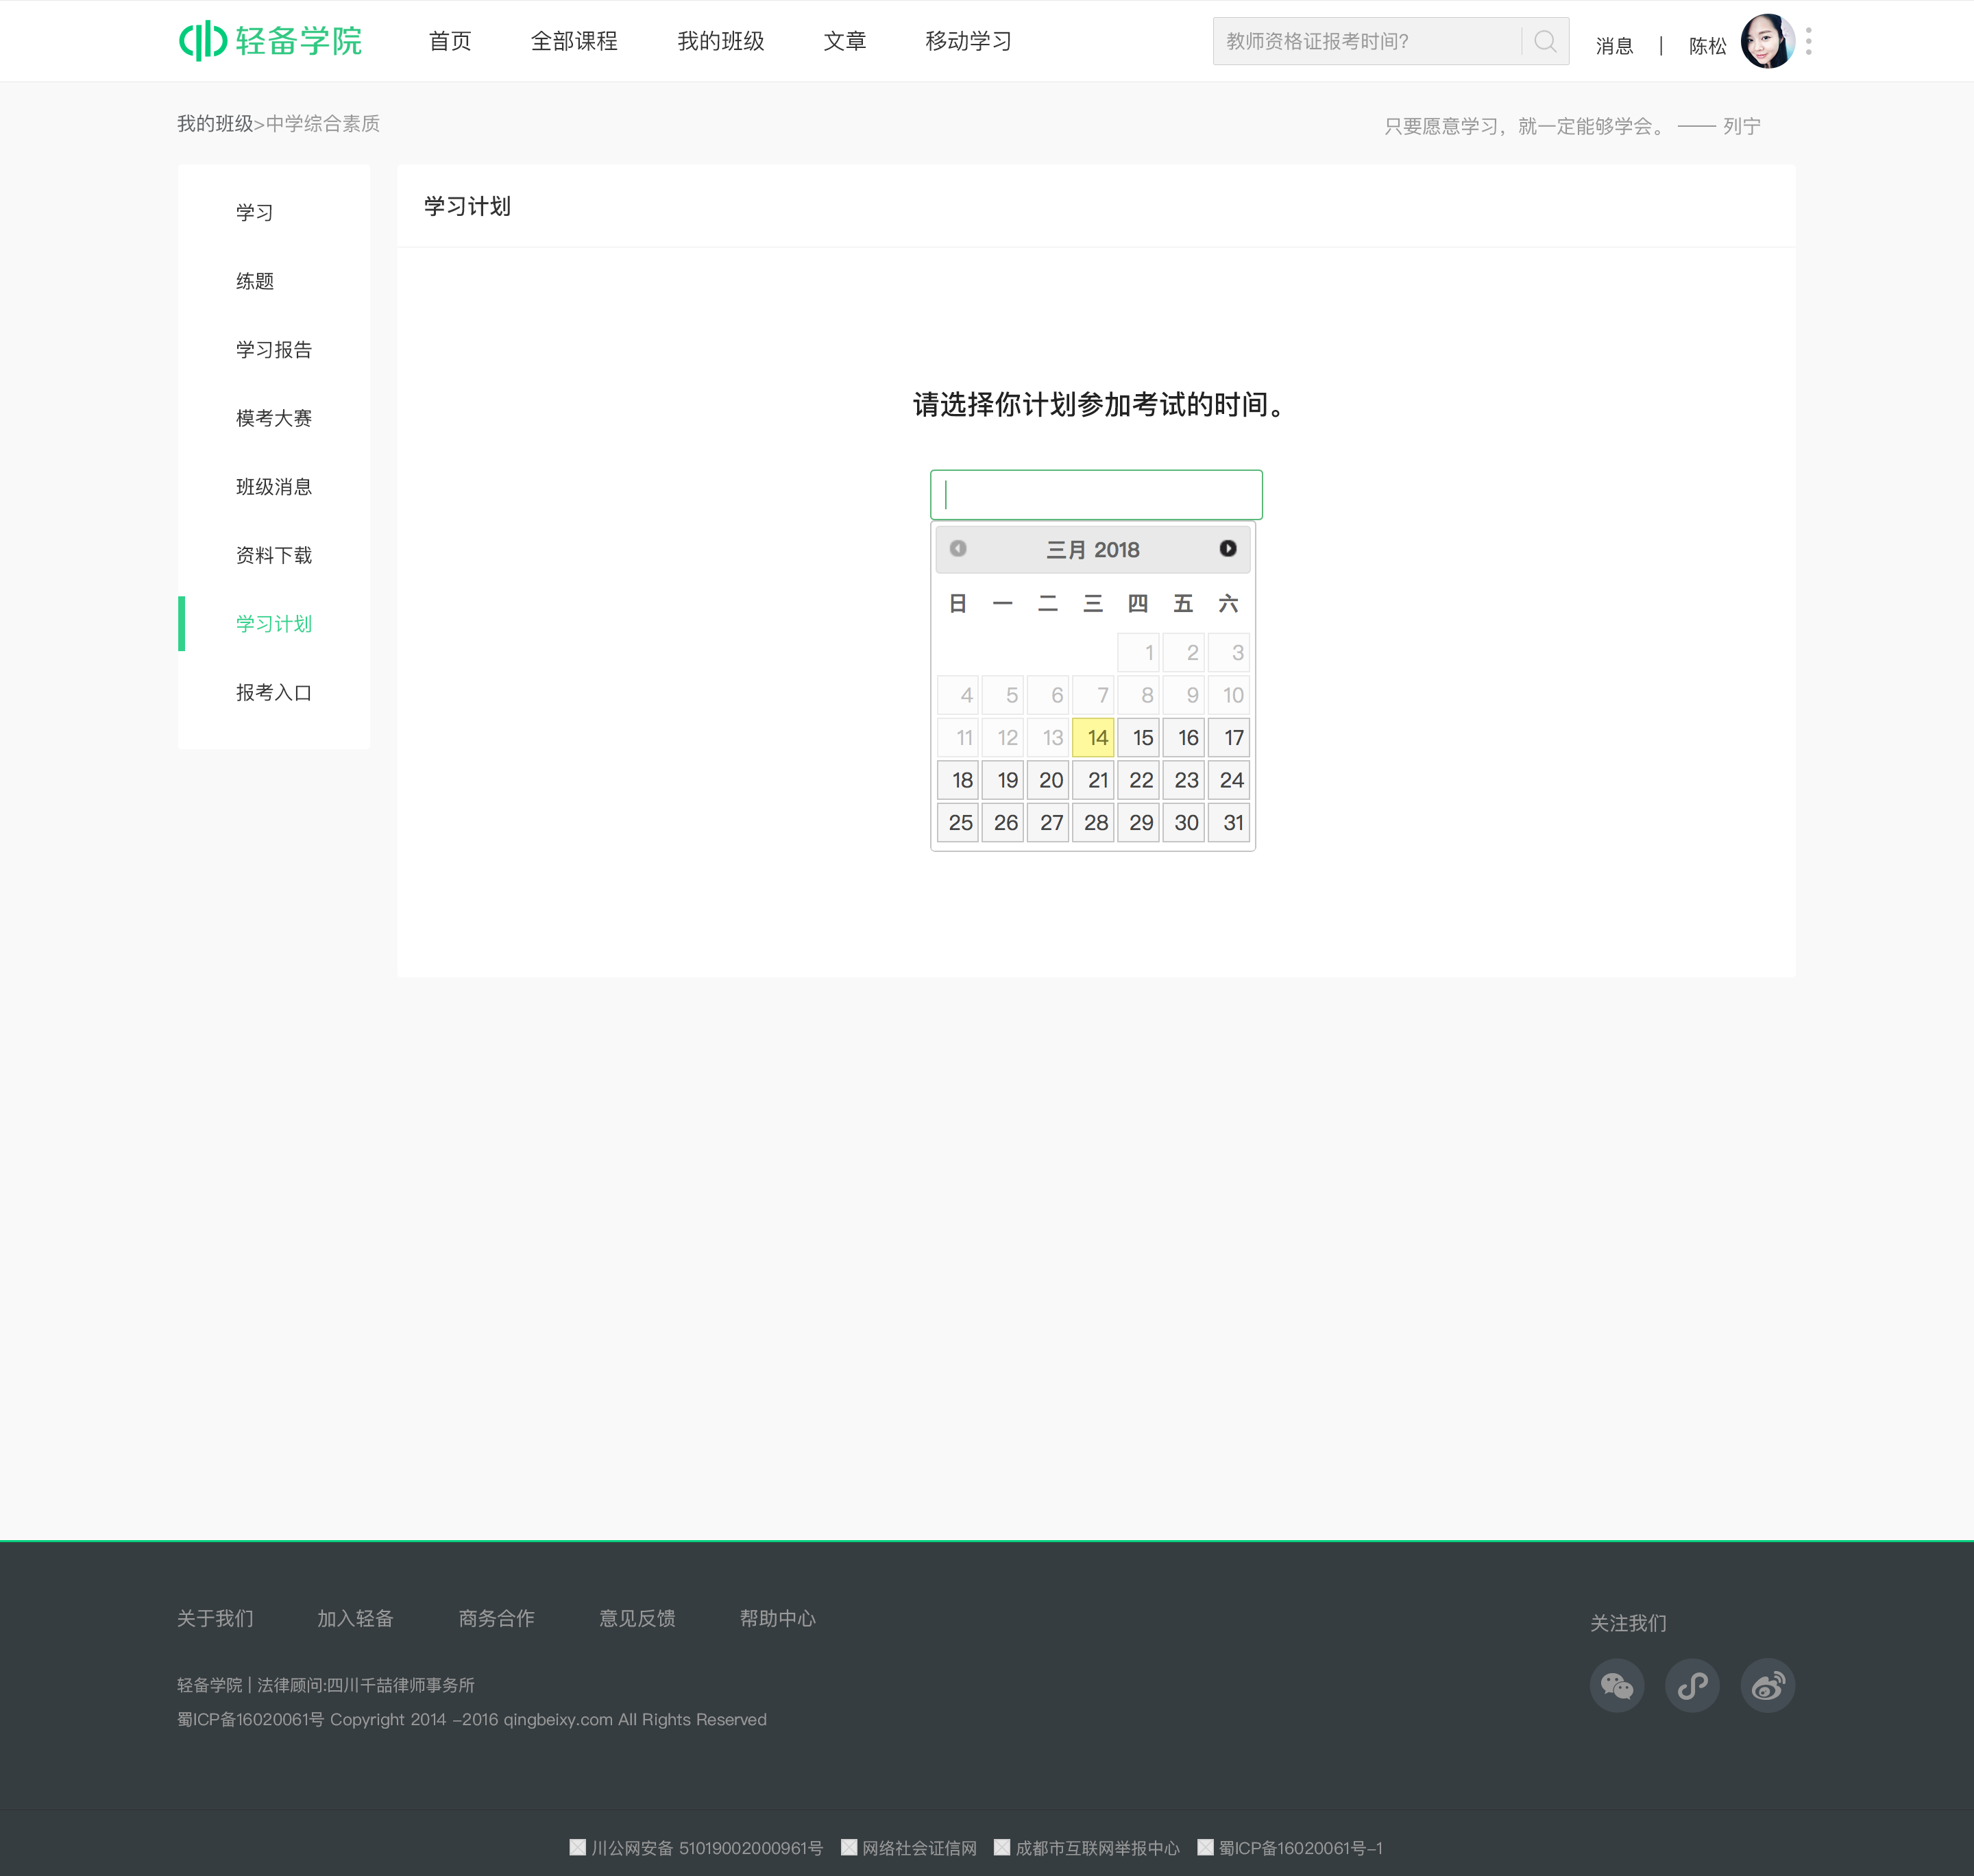 轻备学院 首页 全部课程 我的班级 文章 移动学习 教师资格证报考时间? 消息 | 陈松
我的班级>中学综合素质
只要愿意学习，就一定能够学会。 —— 列宁
学习
练题
学习报告
模考大赛
班级消息
资料下载
学习计划
报考入口
学习计划
请选择你计划参加考试的时间。
三月 2018
日 一 二 三 四 五 六
1 2 3
4 5 6 7 8 9 10
11 12 13 14 15 16 17
18 19 20 21 22 23 24
25 26 27 28 29 30 31
关于我们 加入轻备 商务合作 意见反馈 帮助中心
轻备学院 | 法律顾问:四川千喆律师事务所
蜀ICP备16020061号 Copyright 2014 -2016 qingbeixy.com All Rights Reserved
关注我们
川公网安备 51019002000961号 网络社会证信网 成都市互联网举报中心 蜀ICP备16020061号-1